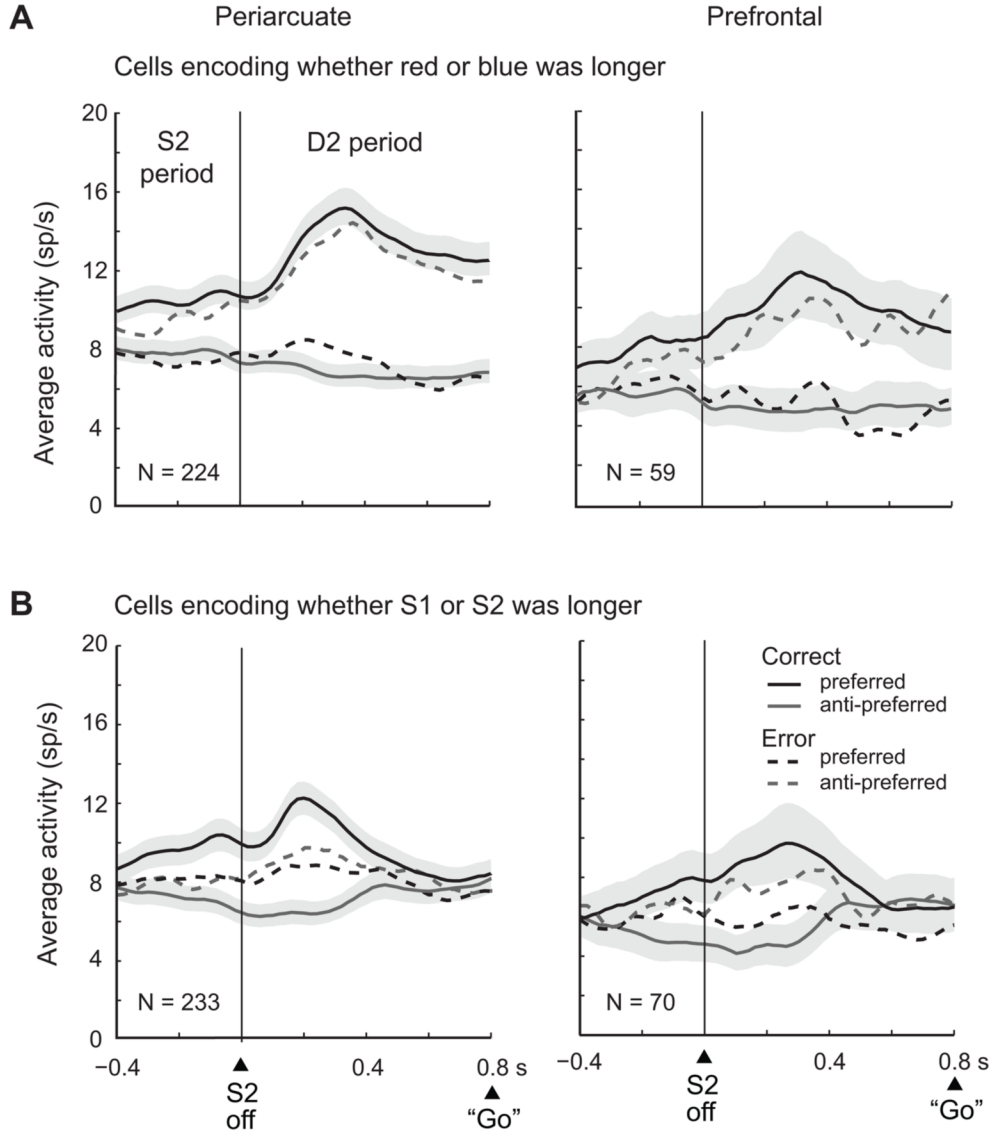 A
Periarcuate
Prefrontal
Cells encoding whether red or blue was longer
20
16
12
8
4
0
Average activity (sp/s)
S2
period
D2 period
N = 224
N = 59
B
Cells encoding whether S1 or S2 was longer
20
16
12
8
4
0
Average activity (sp/s)
N = 233
N = 70
Correct
preferred
anti-preferred
Error
preferred
anti-preferred
−0.4
0.4
0.8 s
S2
off
“Go”
−0.4
0.4
0.8 s
S2
off
“Go”